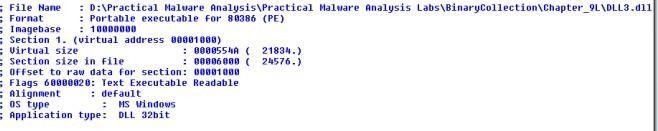 ; File Name : D:\Practical Malware Analysis\Practical Malware Analysis Labs\BinaryCollection\Chapter_9L\DLL3.dll
; Format : Portable executable for 80386 (PE)
; Imagebase : 10000000
; Section 1. (virtual address 00001000)
; Virtual size : 0000554A ( 21834.)
; Section size in file : 00006000 ( 24576.)
; Offset to raw data for section: 00001000
; Flags 60000020: Text Executable Readable
; Alignment : default
; OS type : MS Windows
; Application type: DLL 32bit